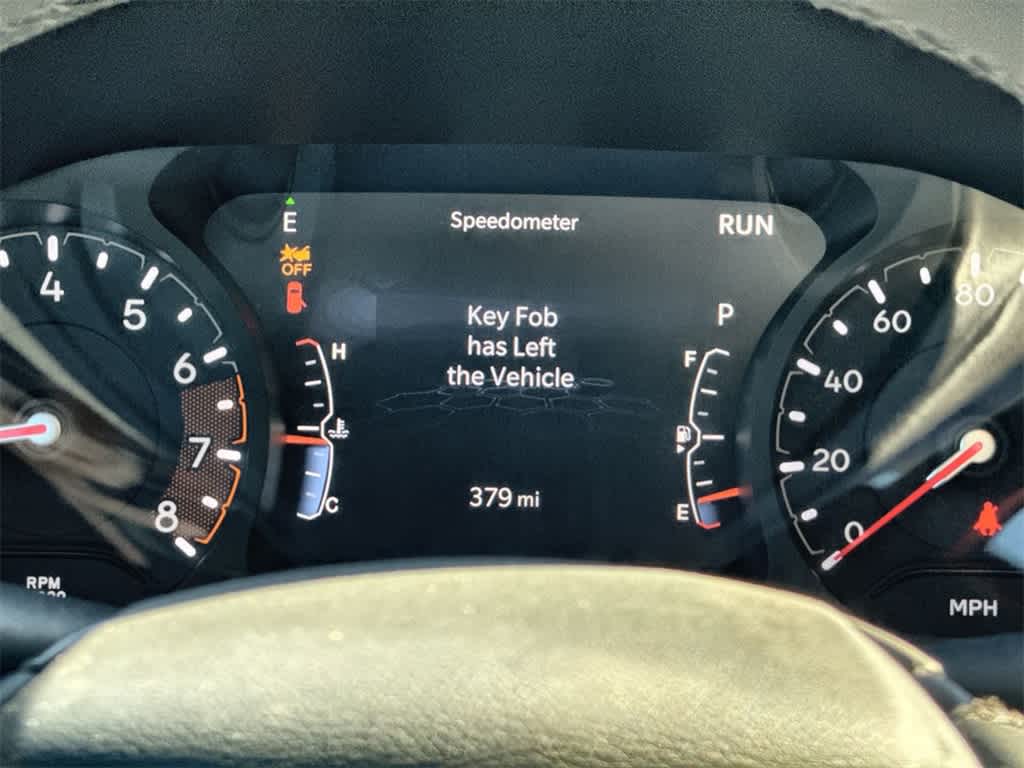 E
Speedometer
RUN
OFF
Key Fob
has Left
the Vehicle
P
H
C
F
E
379 mi
4
5
6
7
8
RPM
80
60
40
20
0
MPH